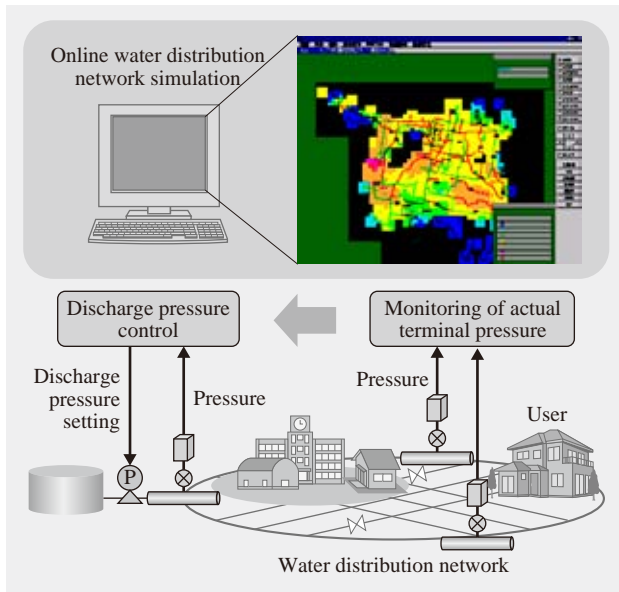 Online water distribution
network simulation
Discharge pressure
control
Monitoring of actual
terminal pressure
Discharge
pressure
setting
Pressure
Pressure
User
P
Water distribution network